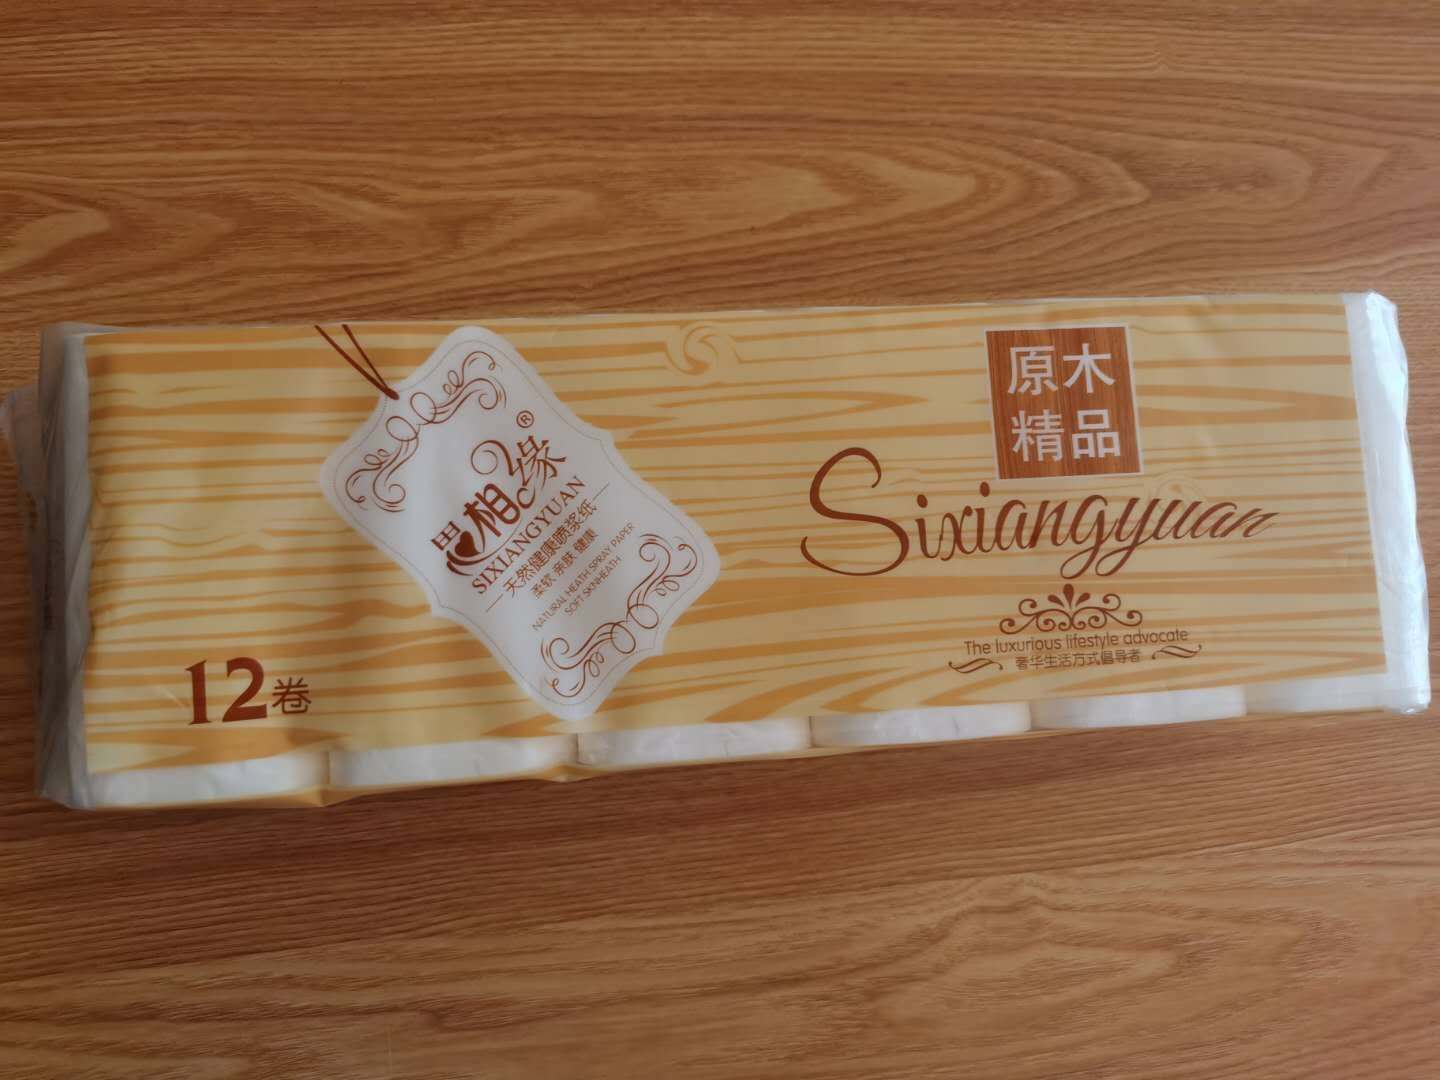 思相缘®
SIXIANGYUAN
天然健康喷浆纸
柔软 亲肤 健康
NATURAL HEATH SPRAY PAPER
SOFT SKNHEATH
12卷
原木
精品
Sixiangyuan
The luxurious lifestyle advocate
奢华生活方式倡导者